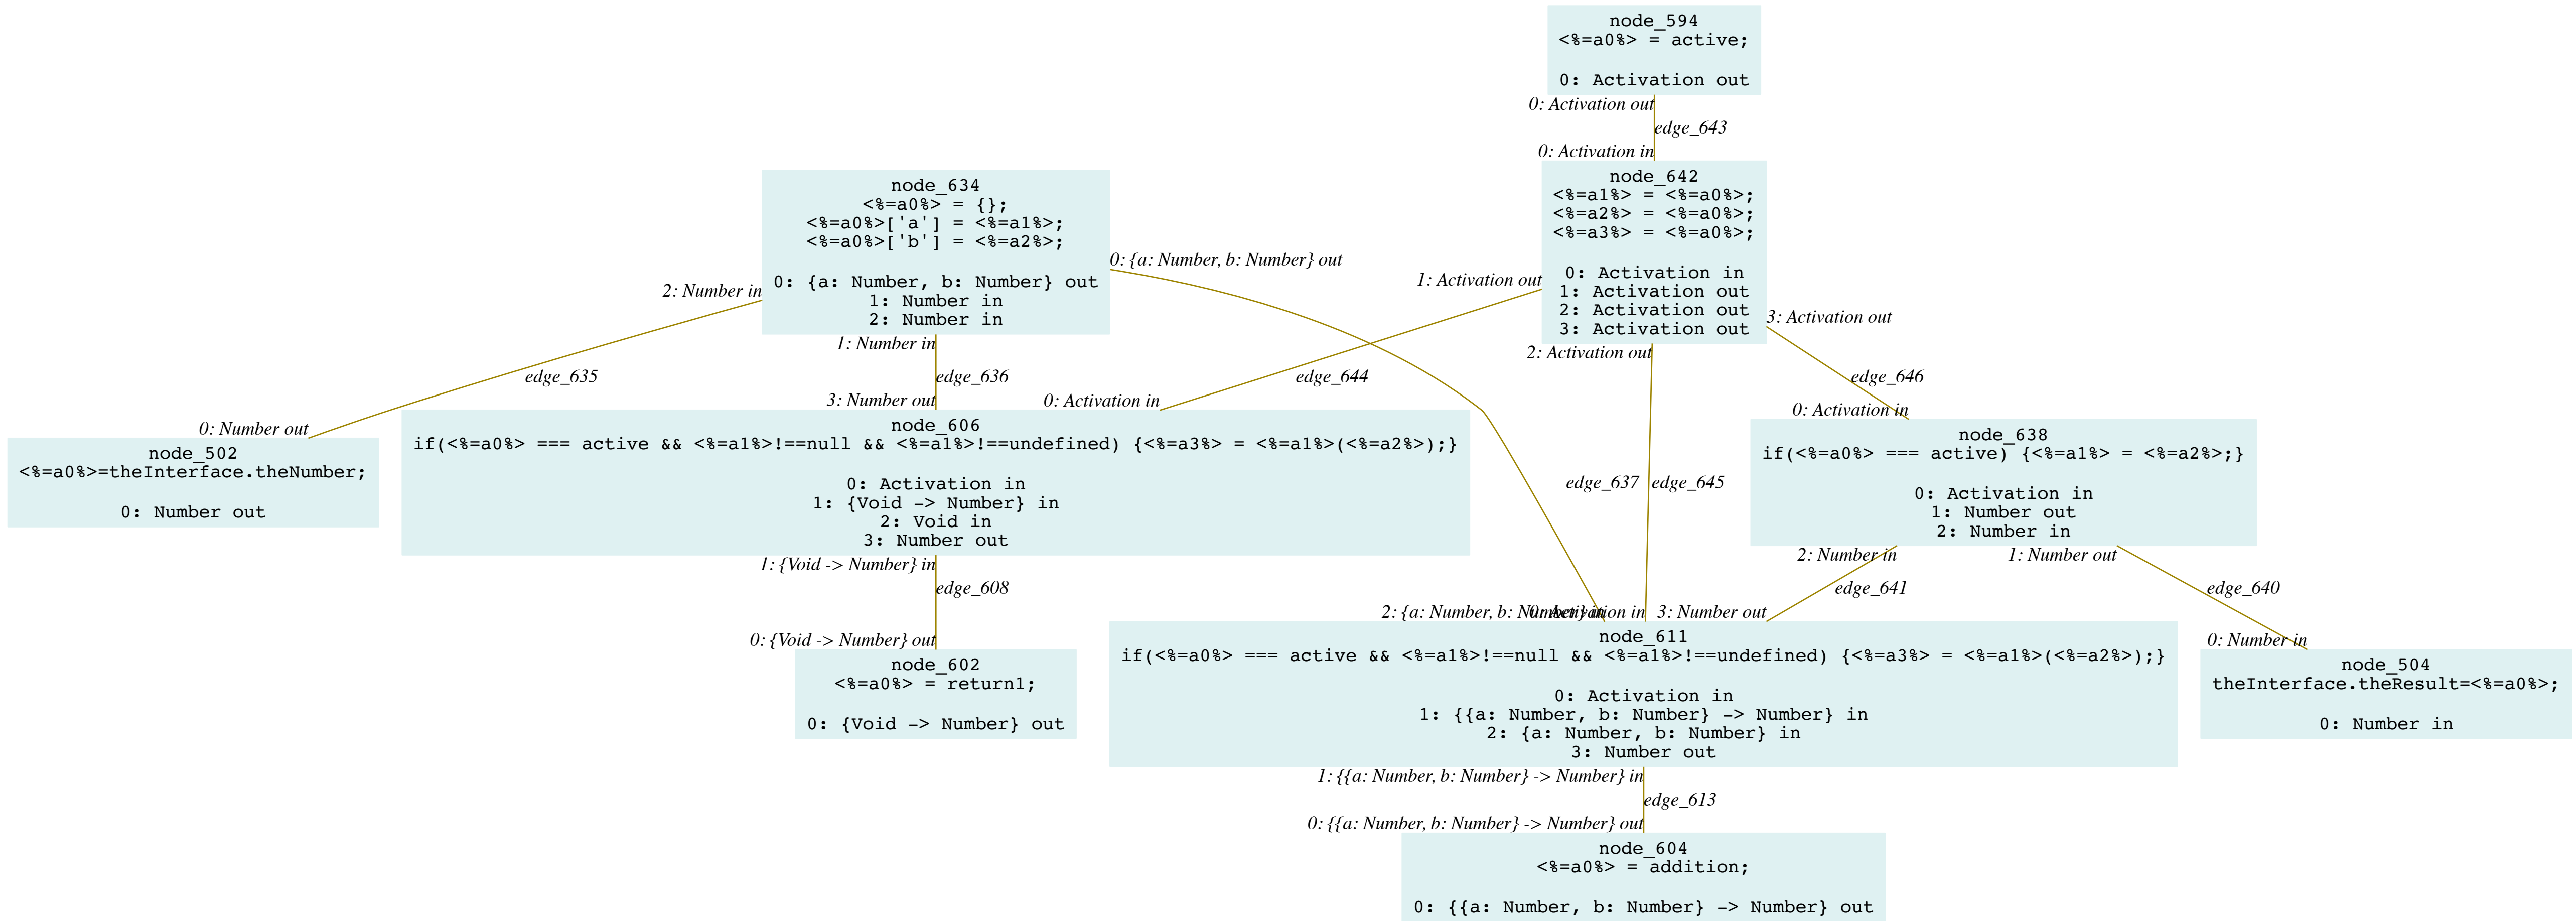 node_594
<%=a0%> = active;
0: Activation out
0: Activation out
edge_643
0: Activation in
node_634
<%=a0%> = {};
<%=a0%>['a'] = <%=a1%>;
<%=a0%>['b'] = <%=a2%>;
0: {a: Number, b: Number} out
1: Number in
2: Number in
node_642
<%=a1%> = <%=a0%>;
<%=a2%> = <%=a0%>;
<%=a3%> = <%=a0%>;
0: Activation in
1: Activation out
2: Activation out
3: Activation out
0: {a: Number, b: Number} out
1: Activation out
2: Number in
3: Activation out
1: Number in
2: Activation out
edge_635
edge_636
edge_644
edge_646
3: Number out
0: Activation in
0: Activation in
0: Number out
node_502
<%=a0%>=theInterface.theNumber;
0: Number out
node_606
if(<%=a0%> === active && <%=a1%>!==null && <%=a1%>!==undefined) {<%=a3%> = <%=a1%>(<%=a2%>);}
0: Activation in
1: {Void -> Number} in
2: Void in
3: Number out
edge_637
edge_645
node_638
if(<%=a0%> === active) {<%=a1%> = <%=a2%>;}
0: Activation in
1: Number out
2: Number in
1: {Void -> Number} in
2: Number in
1: Number out
edge_608
edge_641
edge_640
0: {Void -> Number} out
2: {a: Number, b: Number} in
0: Activation in
3: Number out
0: Number in
node_602
<%=a0%> = return1;
0: {Void -> Number} out
node_611
if(<%=a0%> === active && <%=a1%>!==null && <%=a1%>!==undefined) {<%=a3%> = <%=a1%>(<%=a2%>);}
0: Activation in
1: {{a: Number, b: Number} -> Number} in
2: {a: Number, b: Number} in
3: Number out
node_504
theInterface.theResult=<%=a0%>;
0: Number in
1: {{a: Number, b: Number} -> Number} in
edge_613
0: {{a: Number, b: Number} -> Number} out
node_604
<%=a0%> = addition;
0: {{a: Number, b: Number} -> Number} out